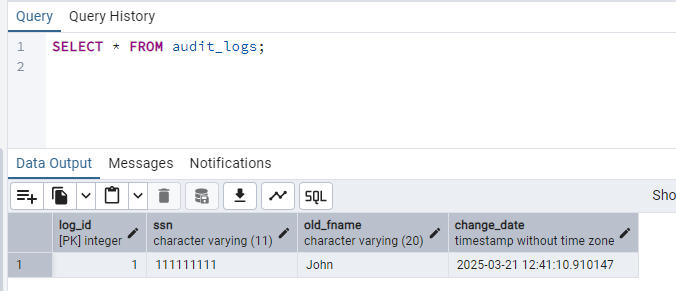 Query Query History
1 SELECT * FROM audit_logs;
2
Data Output Messages Notifications
SQL Sho
log_id ssn old_fname change_date
[PK] integer character varying (11) character varying (20) timestamp without time zone
1 1 111111111 John 2025-03-21 12:41:10.910147